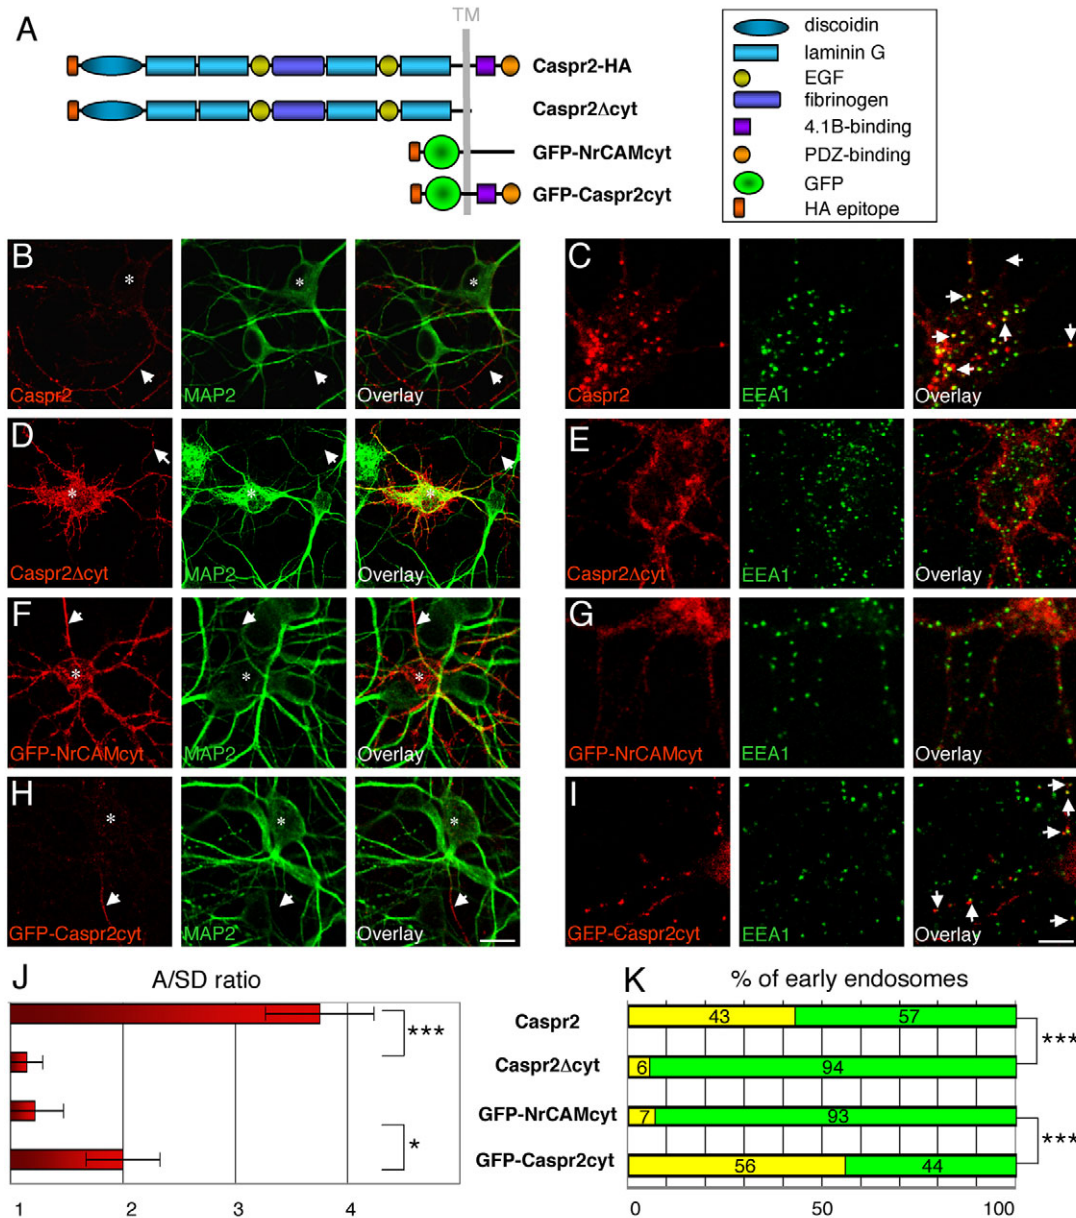 A
TM
Caspr2-HA
Caspr2Δcyt
GFP-NrCAMcyt
GFP-Caspr2cyt
discoidin
laminin G
EGF
fibrinogen
4.1B-binding
PDZ-binding
GFP
HA epitope
B
*
*
*
Caspr2
MAP2
Overlay
C
Caspr2
EEA1
Overlay
D
*
*
*
Caspr2Δcyt
MAP2
Overlay
E
Caspr2Δcyt
EEA1
Overlay
F
*
*
*
GFP-NrCAMcyt
MAP2
Overlay
G
GFP-NrCAMcyt
EEA1
Overlay
H
*
*
*
GFP-Caspr2cyt
MAP2
Overlay
I
GFP-Caspr2cyt
EEA1
Overlay
J
A/SD ratio
***
*
1 2 3 4
K
% of early endosomes
Caspr2
43 57
Caspr2Δcyt
6 94
***
GFP-NrCAMcyt
7 93
GFP-Caspr2cyt
56 44
***
0 50 100